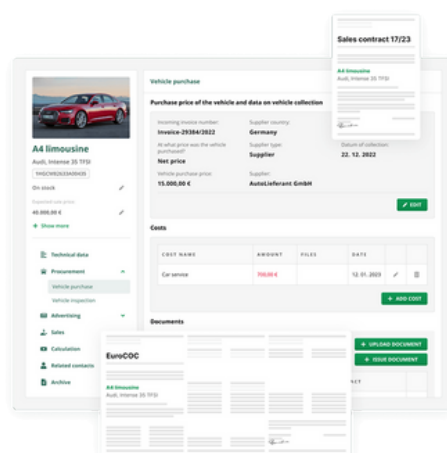 Sales contract 17/23
A4 limousine
Audi, Intense 35 TFSI
A4 limousine
Audi, Intense 35 TFSI
On stock
Expected sale price:
40.000,00 €
+ Show more
Technical data
Procurement
Vehicle purchase
Vehicle inspection
Advertising
Sales
Calculation
Related contacts
Archive
Vehicle purchase
Purchase price of the vehicle and data on vehicle collection
Incoming invoice number:
Invoice-29384/2022
Supplier country:
Germany
At what price was the vehicle
purchased?
Net price
Supplier type:
Supplier
Datum of collection:
22. 12. 2022
Vehicle purchase price:
15.000,00 €
Supplier:
AutoLieferant GmbH
EDIT
Costs
COST NAME AMOUNT FILES DATE
Car service 700,00 € 12. 01. 2023
+ ADD COST
Documents
+ UPLOAD DOCUMENT
+ ISSUE DOCUMENT
EuroCOC
A4 limousine
Audi, Intense 35 TFSI